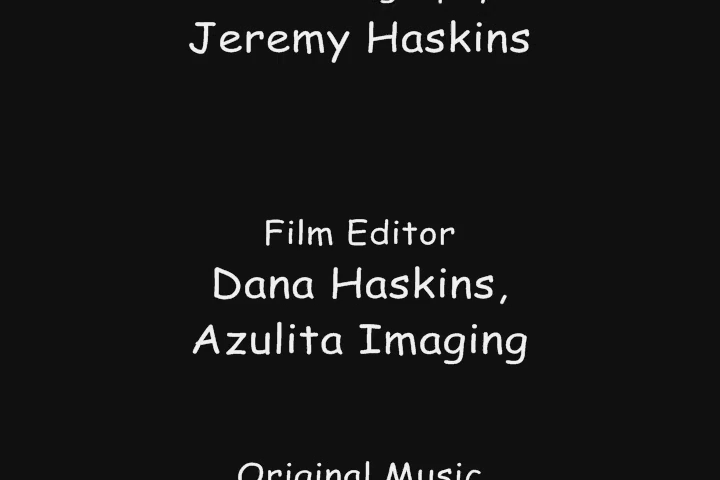 Jeremy Haskins
Film Editor
Dana Haskins,
Azulita Imaging
Original Music